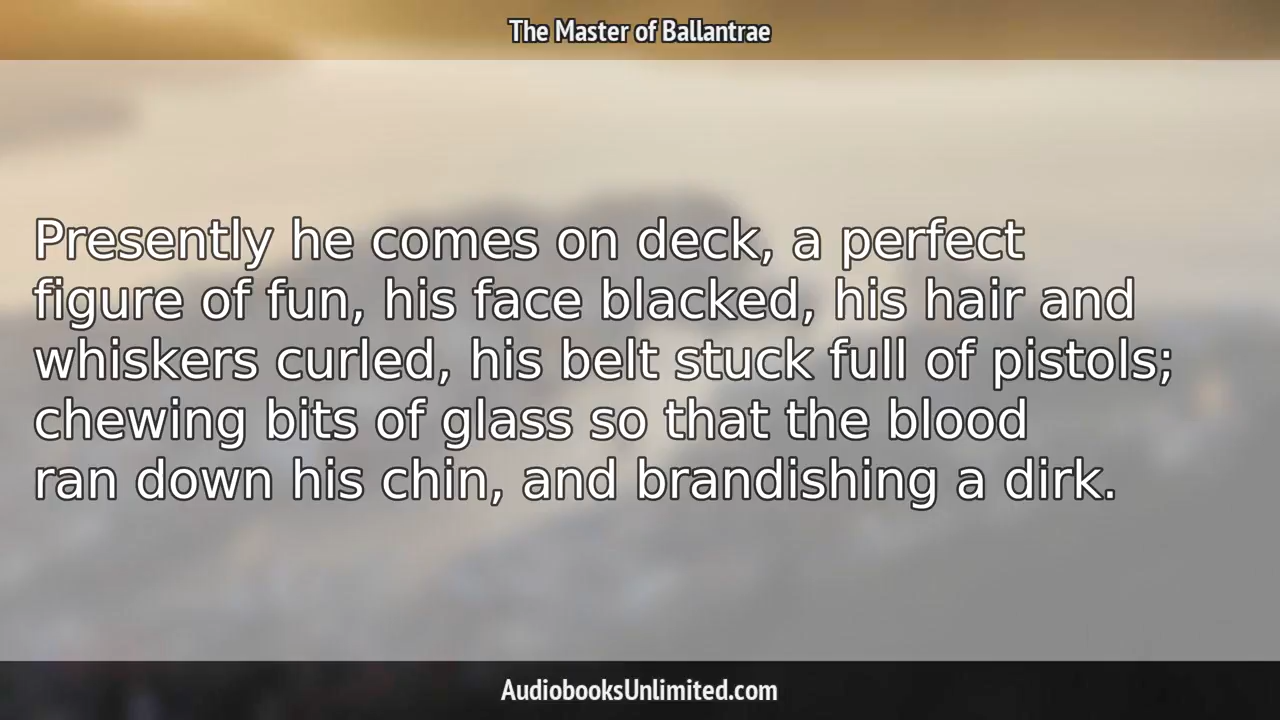 The Master of Ballantrae
Presently he comes on deck, a perfect
figure of fun, his face blacked, his hair and
whiskers curled, his belt stuck full of pistols;
chewing bits of glass so that the blood
ran down his chin, and brandishing a dirk.
AudiobooksUnlimited.com